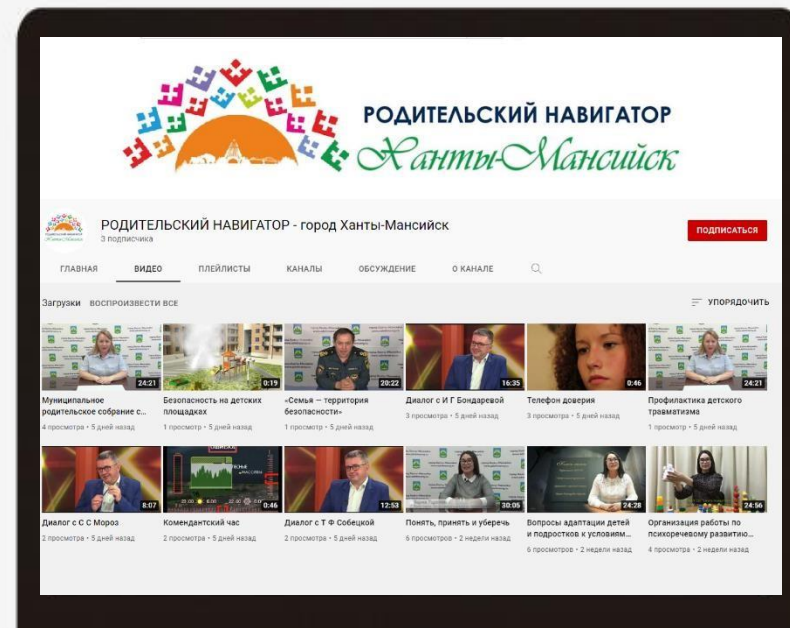 РОДИТЕЛЬСКИЙ НАВИГАТОР
Ханты-Мансийск
РОДИТЕЛЬСКИЙ НАВИГАТОР - город Ханты-Мансийск
3 подписчика
ПОДПИСАТЬСЯ
ГЛАВНАЯ ВИДЕО ПЛЕЙЛИСТЫ КАНАЛЫ ОБСУЖДЕНИЕ О КАНАЛЕ
Загрузки ВОСПРОИЗВЕСТИ ВСЕ
УПОРЯДОЧИТЬ
24:21
Муниципальное
родительское собрание с...
4 просмотра • 5 дней назад
0:19
Безопасность на детских
площадках
1 просмотр • 5 дней назад
20:22
«Семья — территория
безопасности»
1 просмотр • 5 дней назад
16:35
Диалог с И Г Бондаревой
3 просмотра • 5 дней назад
0:46
Телефон доверия
3 просмотра • 5 дней назад
24:21
Профилактика детского
травматизма
1 просмотр • 5 дней назад
8:07
Диалог с С С Мороз
2 просмотра • 5 дней назад
0:46
Комендантский час
2 просмотра • 5 дней назад
12:53
Диалог с Т Ф Собецкой
2 просмотра • 5 дней назад
30:05
Понять, принять и уберечь
6 просмотров • 2 недели назад
24:28
Вопросы адаптации детей
и подростков к условиям...
6 просмотров • 2 недели назад
24:56
Организация работы по
психоречевому развитию...
4 просмотра • 2 недели назад